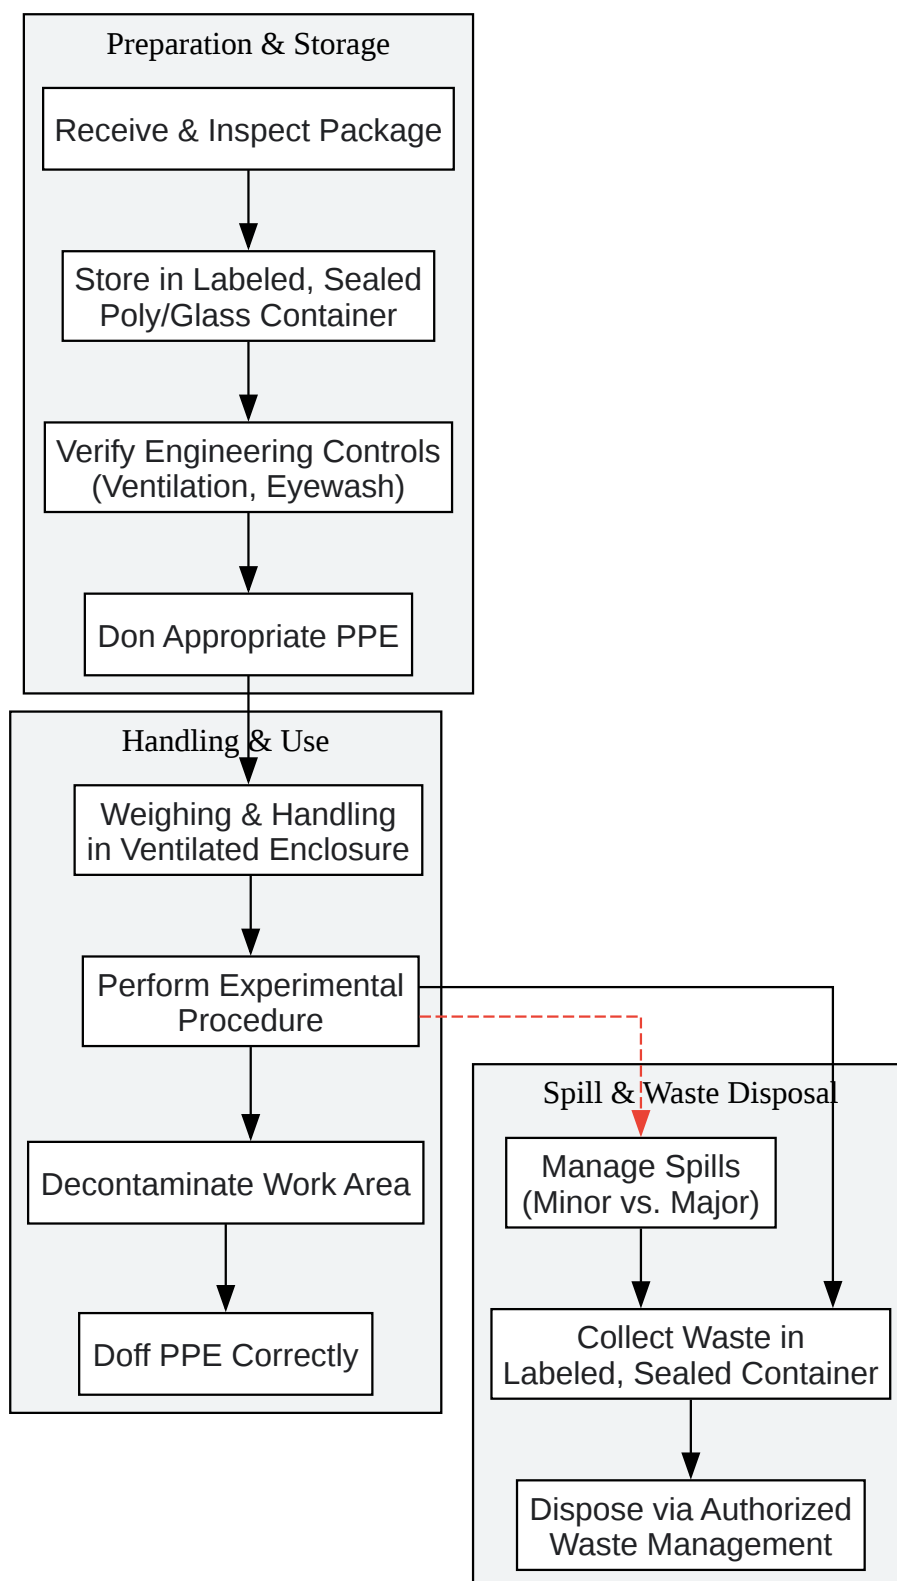 Preparation & Storage
Receive & Inspect Package
Store in Labeled, Sealed
Poly/Glass Container
Verify Engineering Controls
(Ventilation, Eyewash)
Don Appropriate PPE
Handling & Use
Weighing & Handling
in Ventilated Enclosure
Perform Experimental
Procedure
Decontaminate Work Area
Doff PPE Correctly
Spill & Waste Disposal
Manage Spills
(Minor vs. Major)
Collect Waste in
Labeled, Sealed Container
Dispose via Authorized
Waste Management